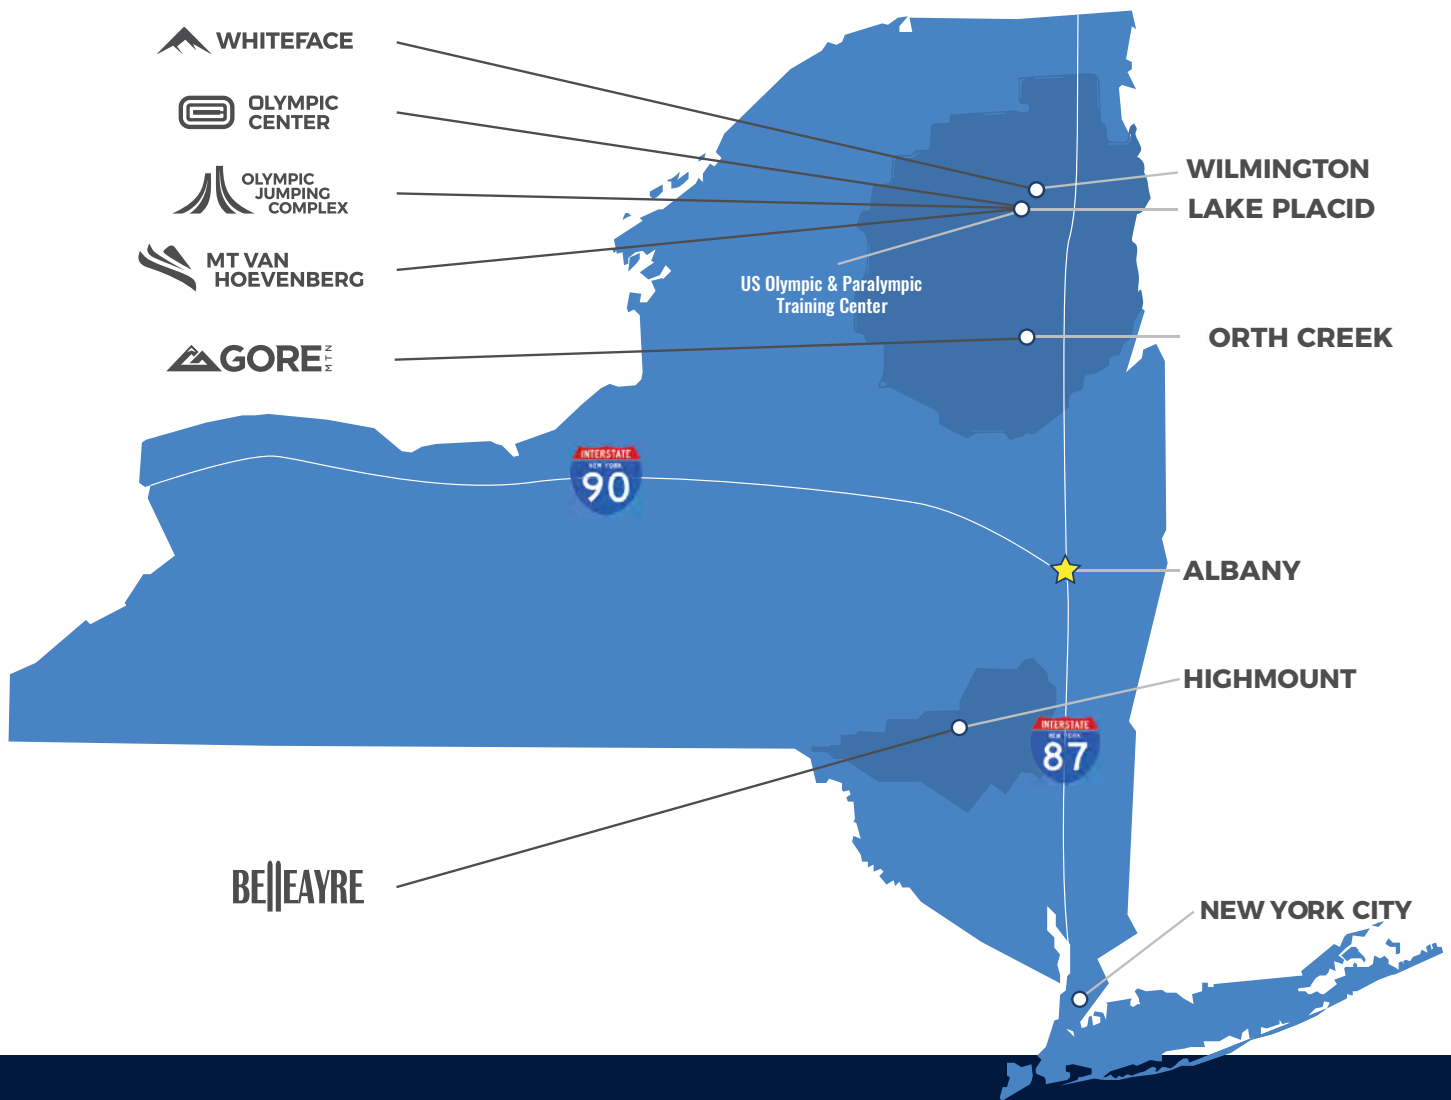 WHITEFACE
OLYMPIC
CENTER
OLYMPIC
JUMPING
COMPLEX
MT VAN
HOEVENBERG
GORE MTN
WILMINGTON
LAKE PLACID
US Olympic & Paralympic
Training Center
ORTH CREEK
INTERSTATE
NEW YORK
90
ALBANY
HIGHMOUNT
INTERSTATE
NEW YORK
87
BELLEAYRE
NEW YORK CITY